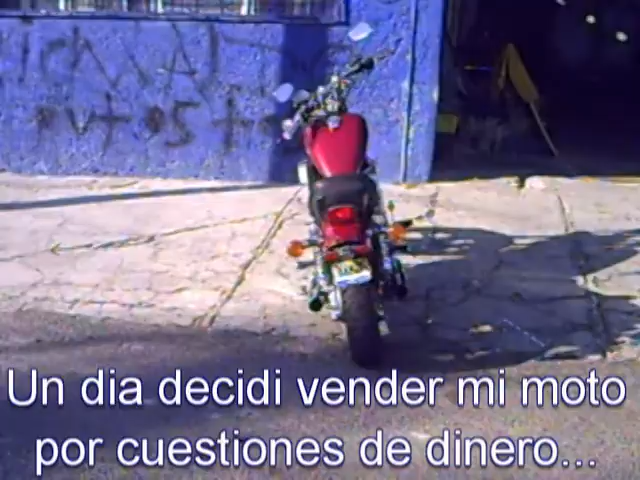 Un dia decidi vender mi moto
por cuestiones de dinero...